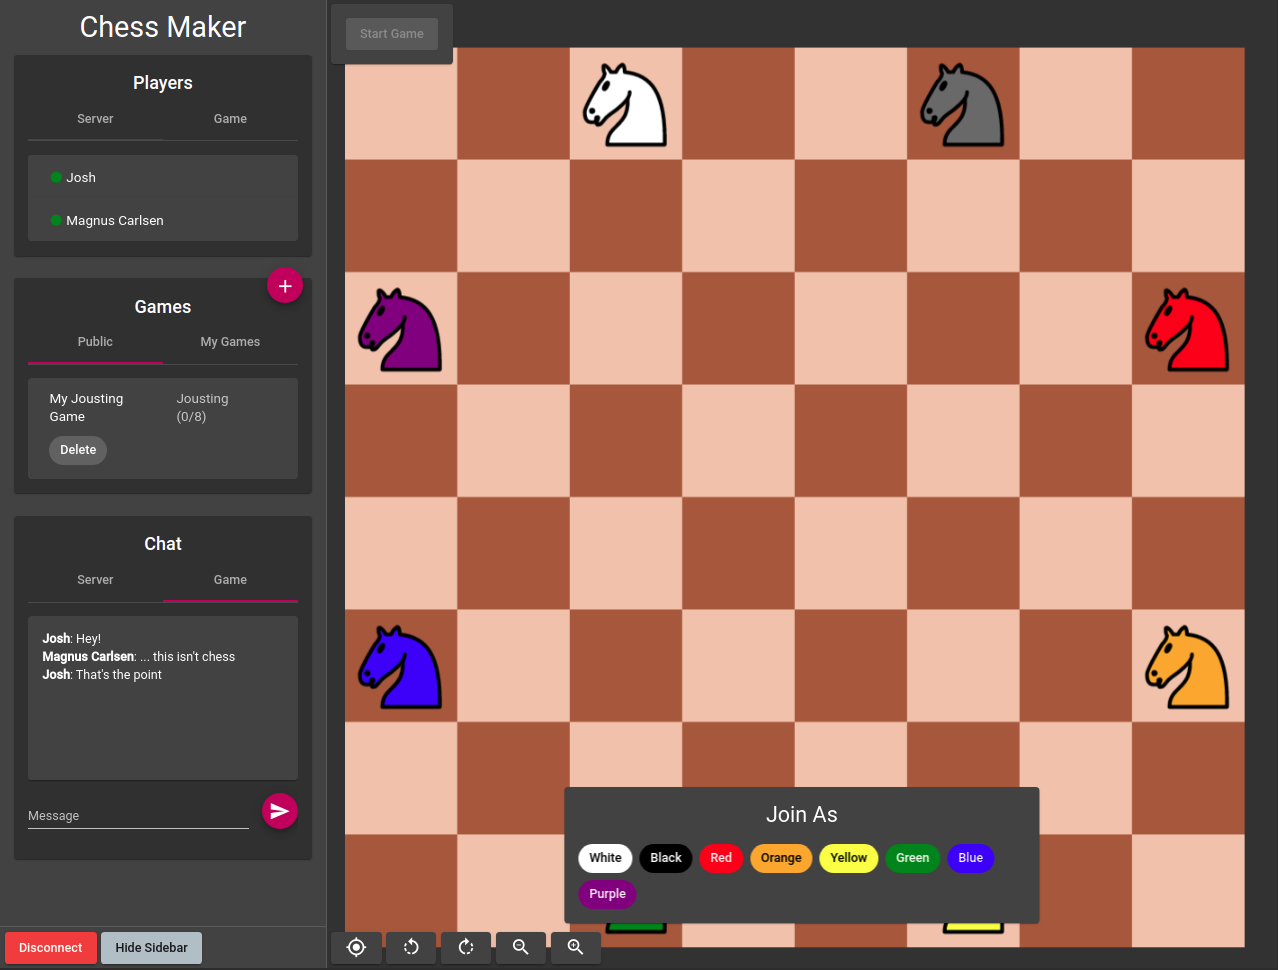 Chess Maker
Players
Server
Game
Josh
Magnus Carlsen
Games
Public
My Games
My Jousting
Game
Jousting
(0/8)
Delete
Chat
Server
Game
Josh: Hey!
Magnus Carlsen: ... this isn't chess
Josh: That's the point
Message
Disconnect
Hide Sidebar
Start Game
Join As
White
Black
Red
Orange
Yellow
Green
Blue
Purple